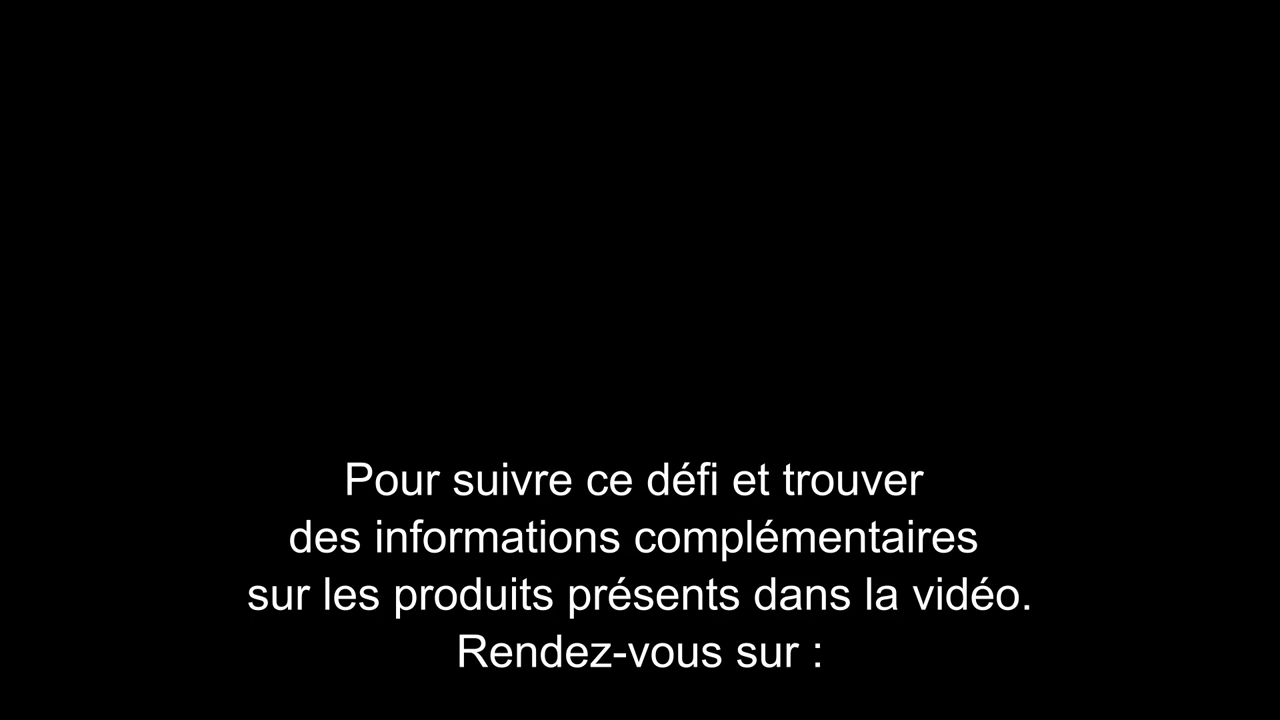 Pour suivre ce défi et trouver
des informations complémentaires
sur les produits présents dans la vidéo.
Rendez-vous sur :